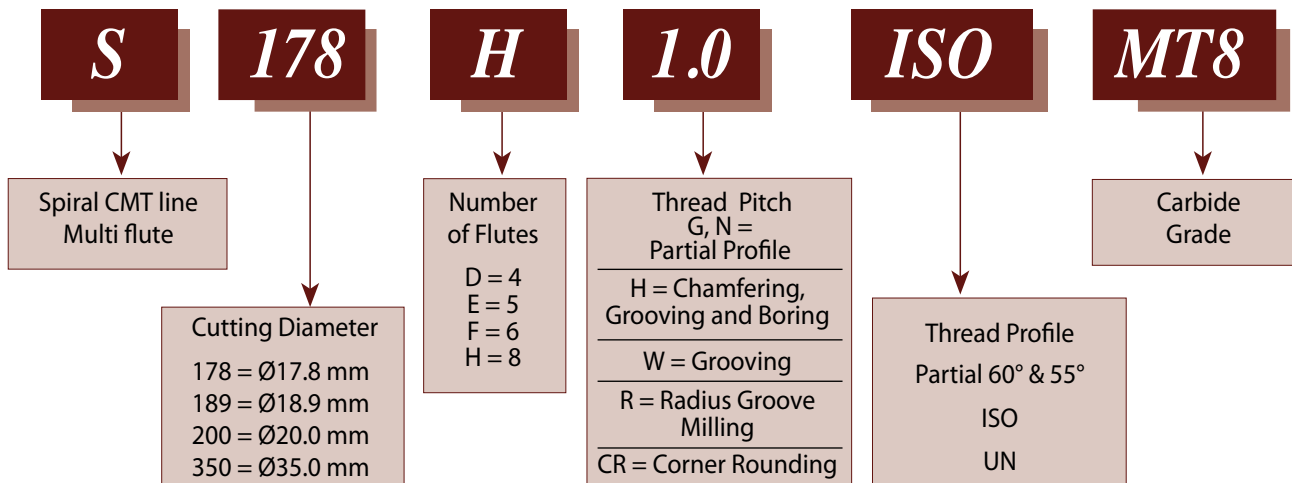 S 178 H 1.0 ISO MT8
Spiral CMT line
Multi flute
Cutting Diameter
178 = Ø17.8 mm
189 = Ø18.9 mm
200 = Ø20.0 mm
350 = Ø35.0 mm
Number
of Flutes
D = 4
E = 5
F = 6
H = 8
Thread Pitch
G, N =
Partial Profile
H = Chamfering,
Grooving and Boring
W = Grooving
R = Radius Groove
Milling
CR = Corner Rounding
Thread Profile
Partial 60° & 55°
ISO
UN
Carbide
Grade